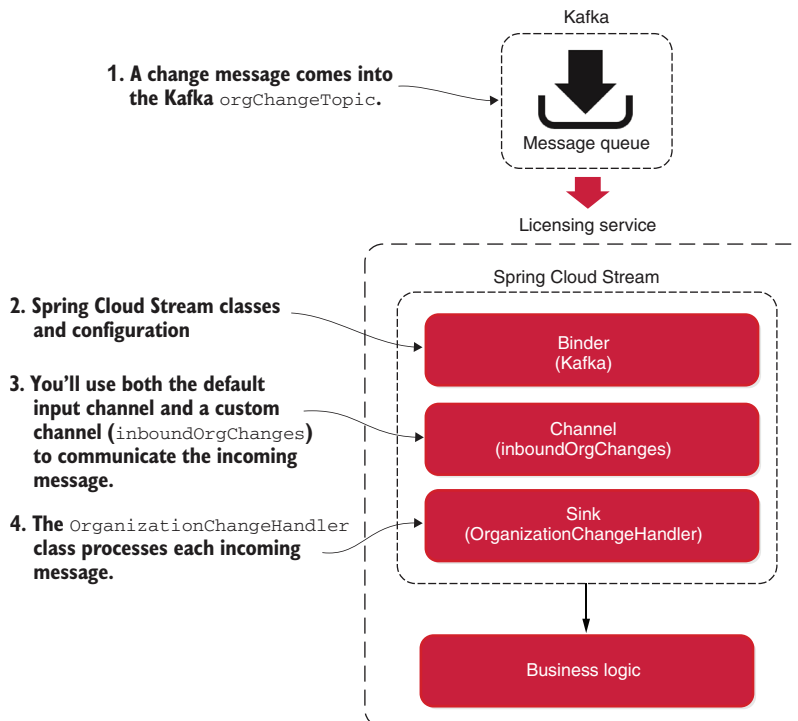 Kafka
1. A change message comes into
the Kafka orgChangeTopic.
Message queue
Licensing service
Spring Cloud Stream
2. Spring Cloud Stream classes
and configuration
Binder
(Kafka)
3. You’ll use both the default
input channel and a custom
channel (inboundOrgChanges)
to communicate the incoming
message.
Channel
(inboundOrgChanges)
4. The OrganizationChangeHandler
class processes each incoming
message.
Sink
(OrganizationChangeHandler)
Business logic